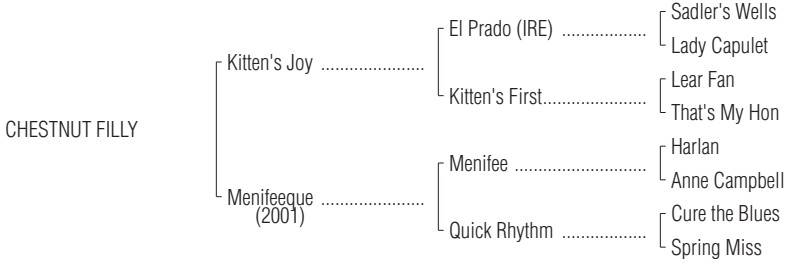 Sadler's Wells
El Prado (IRE) ..................
Lady Capulet
Kitten's Joy ......................
Lear Fan
Kitten's First......................
That's My Hon
CHESTNUT FILLY
Harlan
Menifee ............................
Anne Campbell
Menifeeque ......................
(2001)
Cure the Blues
Quick Rhythm ..................
Spring Miss